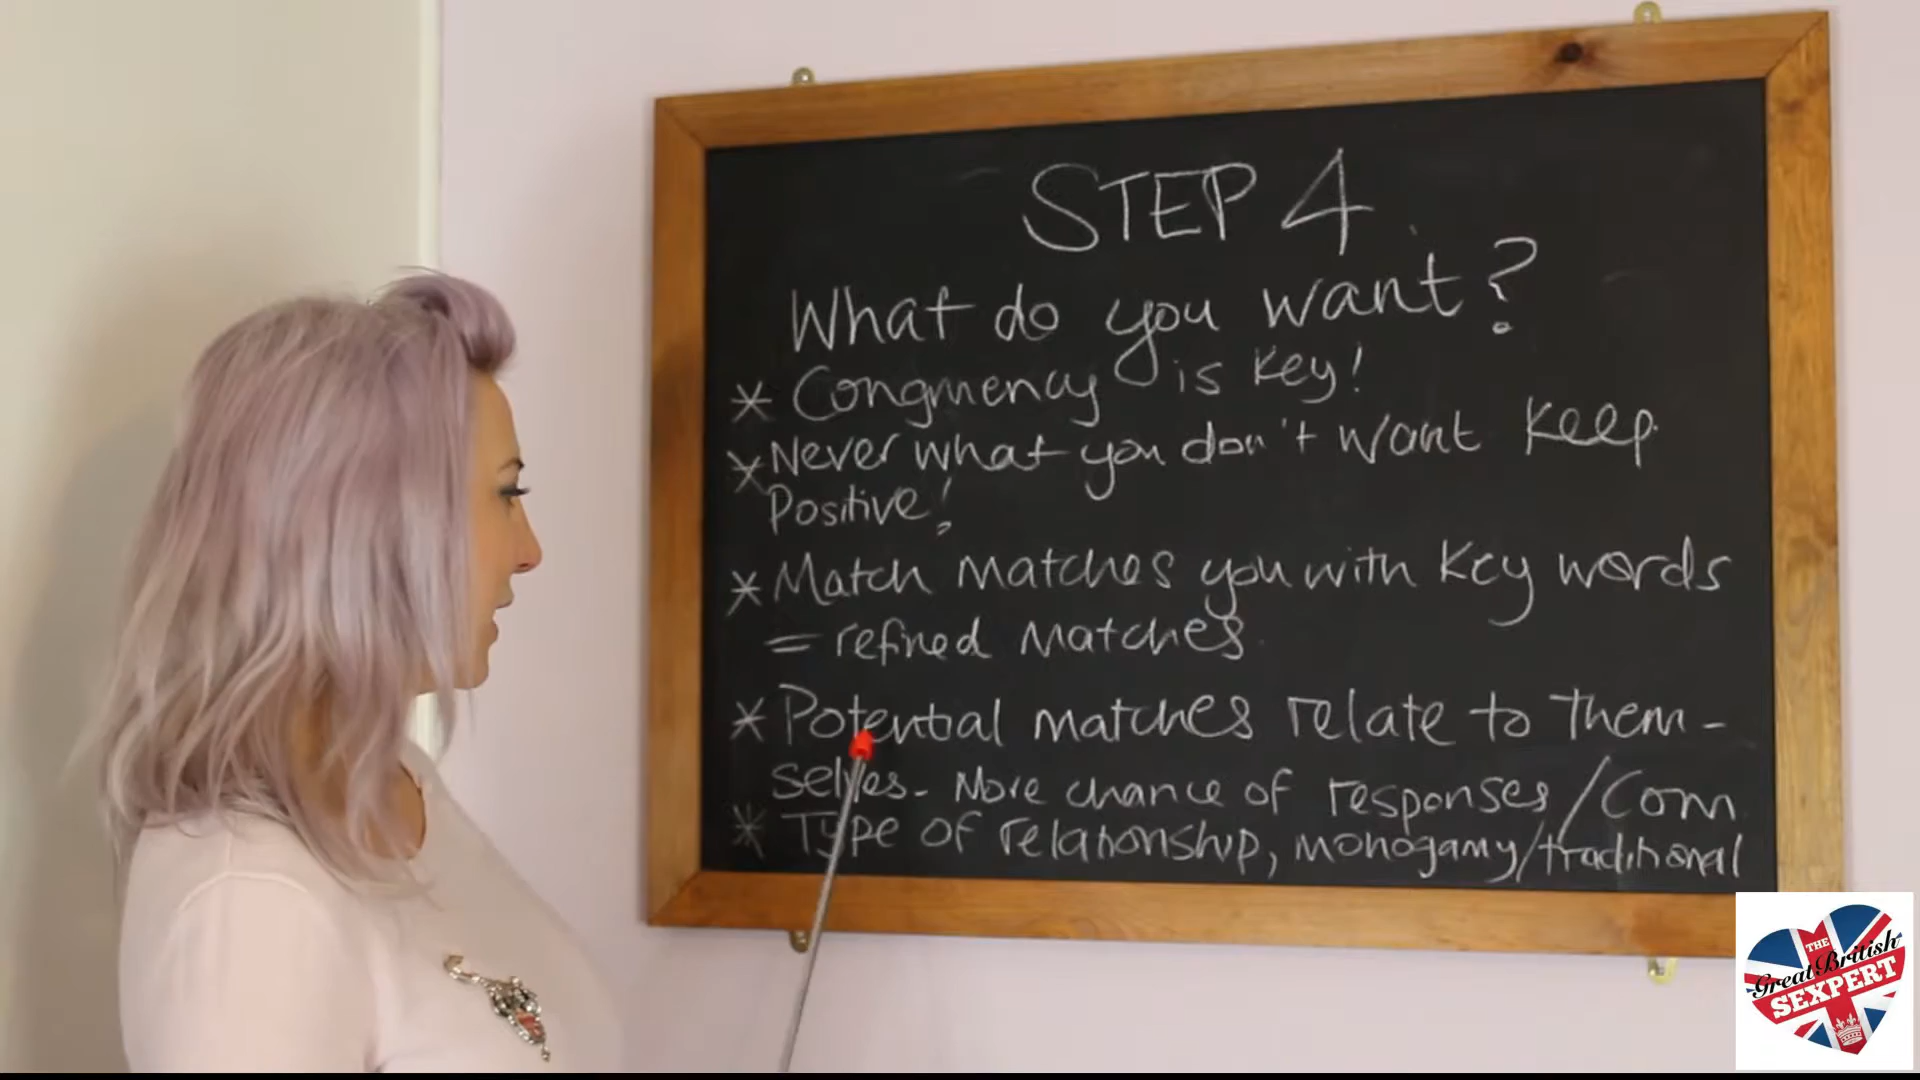 STEP 4
What do you want?
* Congruency is key!
* Never what you don't want keep
Positive!
* Match matches you with key words
= refined matches
* Potential matches relate to them-
selves- More chance of responses/Com
* Type of relationship, monogamy/traditional
THE
Great British
SEXPERT